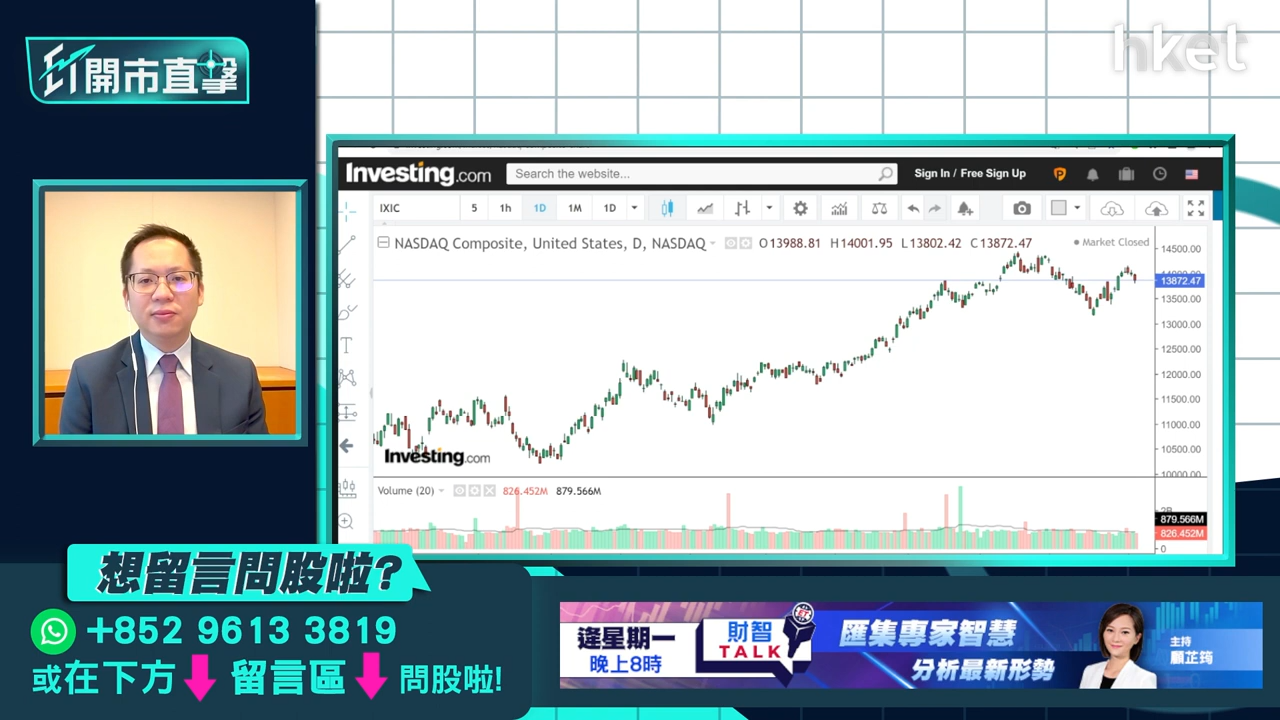 開市直擊
hket
Investing.com
Search the website...
Sign In / Free Sign Up
IXIC
5
1h
1D
1M
1D
NASDAQ Composite, United States, D, NASDAQ
O13988.81 H14001.95 L13802.42 C13872.47
Market Closed
14500.00
13872.47
13500.00
13000.00
12500.00
12000.00
11500.00
11000.00
10500.00
10000.00
Investing.com
Volume (20)
826.452M 879.566M
879.566M
826.452M
0
想留言問股啦?
+852 9613 3819
或在下方
留言區
問股啦!
逢星期一
晚上8時
財智
TALK
匯集專家智慧
分析最新形勢
主持
顧芷筠